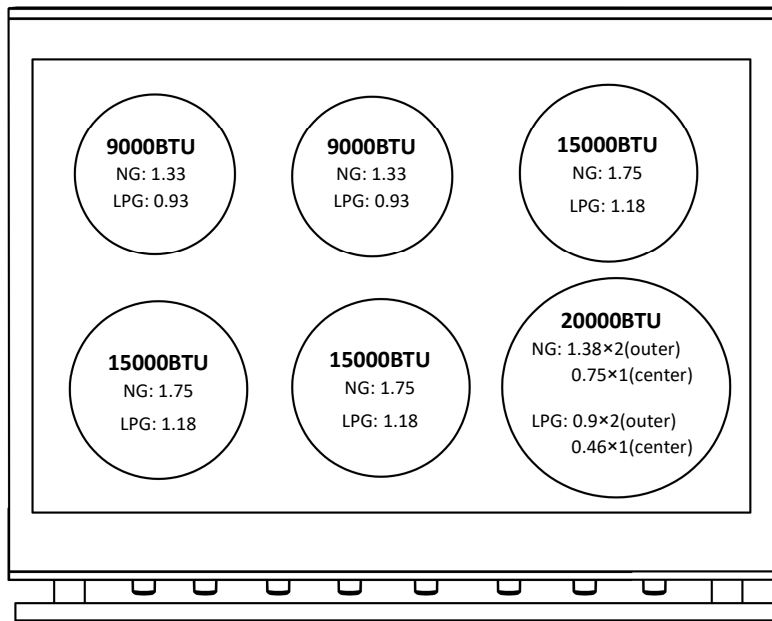 9000BTU
NG: 1.33
LPG: 0.93
9000BTU
NG: 1.33
LPG: 0.93
15000BTU
NG: 1.75
LPG: 1.18
15000BTU
NG: 1.75
LPG: 1.18
15000BTU
NG: 1.75
LPG: 1.18
20000BTU
NG: 1.38×2(outer)
0.75×1(center)
LPG: 0.9×2(outer)
0.46×1(center)